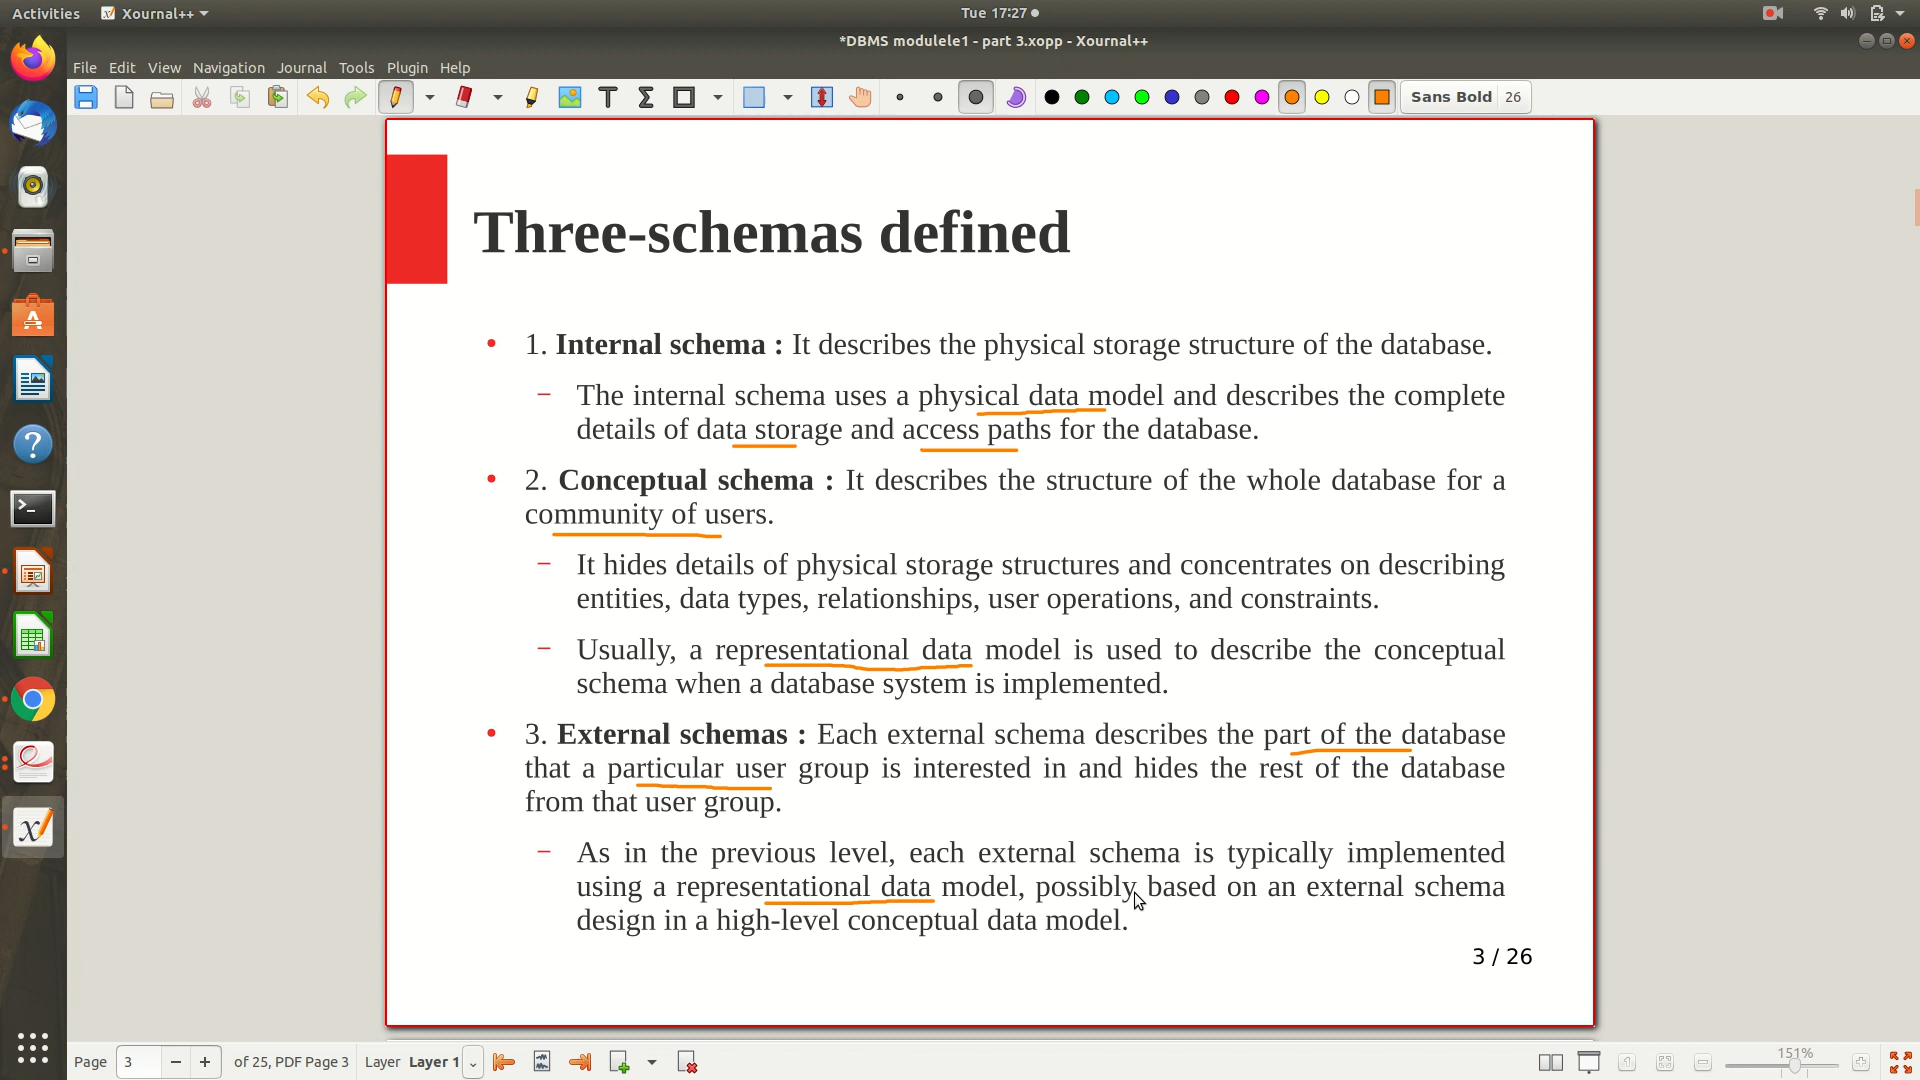 Activities Xournal++ Tue 17:27
*DBMS modulele1 - part 3.xopp - Xournal++
File Edit View Navigation Journal Tools Plugin Help
Sans Bold 26
Three-schemas defined
• 1. Internal schema : It describes the physical storage structure of the database.
– The internal schema uses a physical data model and describes the complete
details of data storage and access paths for the database.
• 2. Conceptual schema : It describes the structure of the whole database for a
community of users.
– It hides details of physical storage structures and concentrates on describing
entities, data types, relationships, user operations, and constraints.
– Usually, a representational data model is used to describe the conceptual
schema when a database system is implemented.
• 3. External schemas : Each external schema describes the part of the database
that a particular user group is interested in and hides the rest of the database
from that user group.
– As in the previous level, each external schema is typically implemented
using a representational data model, possibly based on an external schema
design in a high-level conceptual data model.
3 / 26
Page 3 − + of 25, PDF Page 3 Layer Layer 1 151%